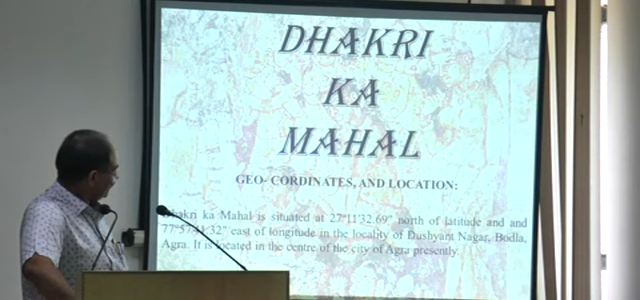 DHAKRI
KA
MAHAL
GEO- CORDINATES, AND LOCATION:
ka Mahal is situated at 27°11'32.69" north of latitude and and
east of longitude in the locality of Dushyant Nagar, Bodla,
Agra. It is located in the centre of the city of Agra presently.